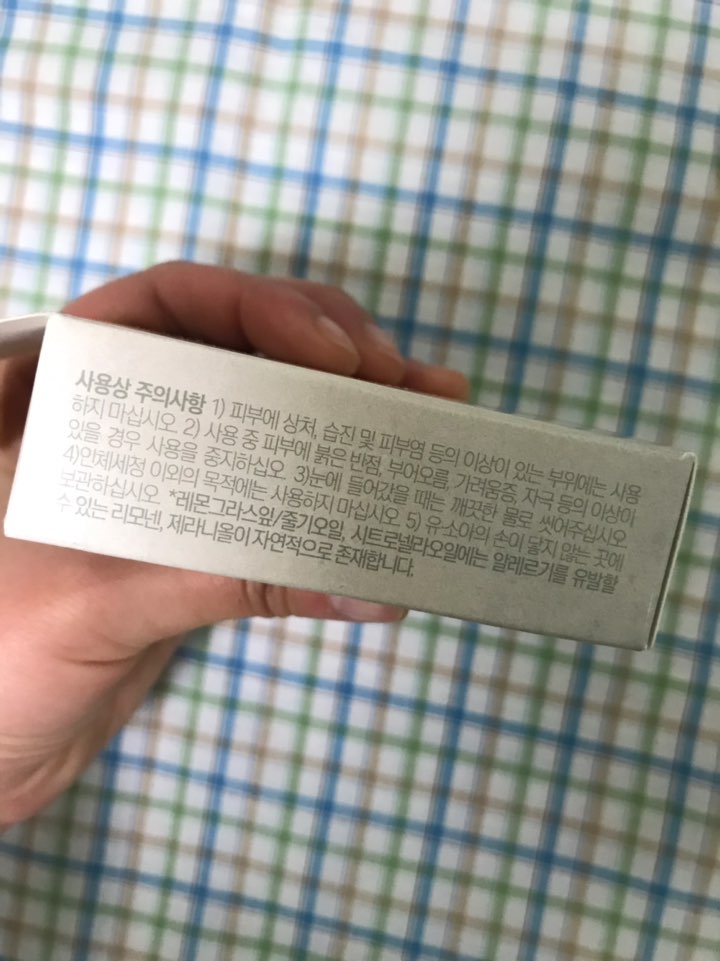 사용상 주의사항 1) 피부에 상처, 습진 및 피부염 등의 이상이 있는 부위에는 사용
하지 마십시오 2) 사용 중 피부에 붉은 반점, 부어오름, 가려움증, 자극 등의 이상이
있을 경우 사용을 중지하십오 3)눈에 들어갔을 때는 깨끗한 물로 씻어주십시오
4)인체세정 이외의 목적에는 사용하지 마십시오 5) 유소아의 손이 닿지 않는 곳에
보관하십시오 *레몬그라스잎/줄기오일, 시트로넬라오일에는 알레르기를 유발할
수 있는 리모넨, 제라니올이 자연적으로 존재합니다.